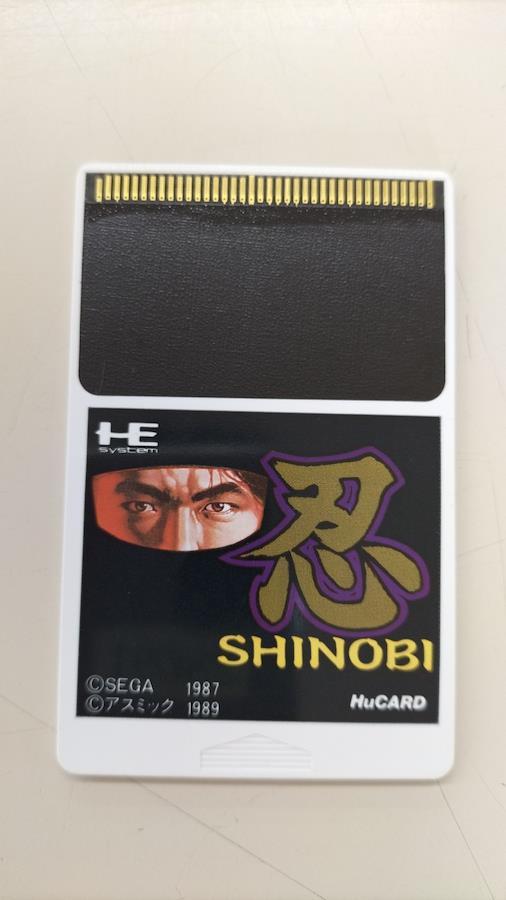 HE
system
忍
SHINOBI
©SEGA 1987
©アスミック 1989
HuCARD